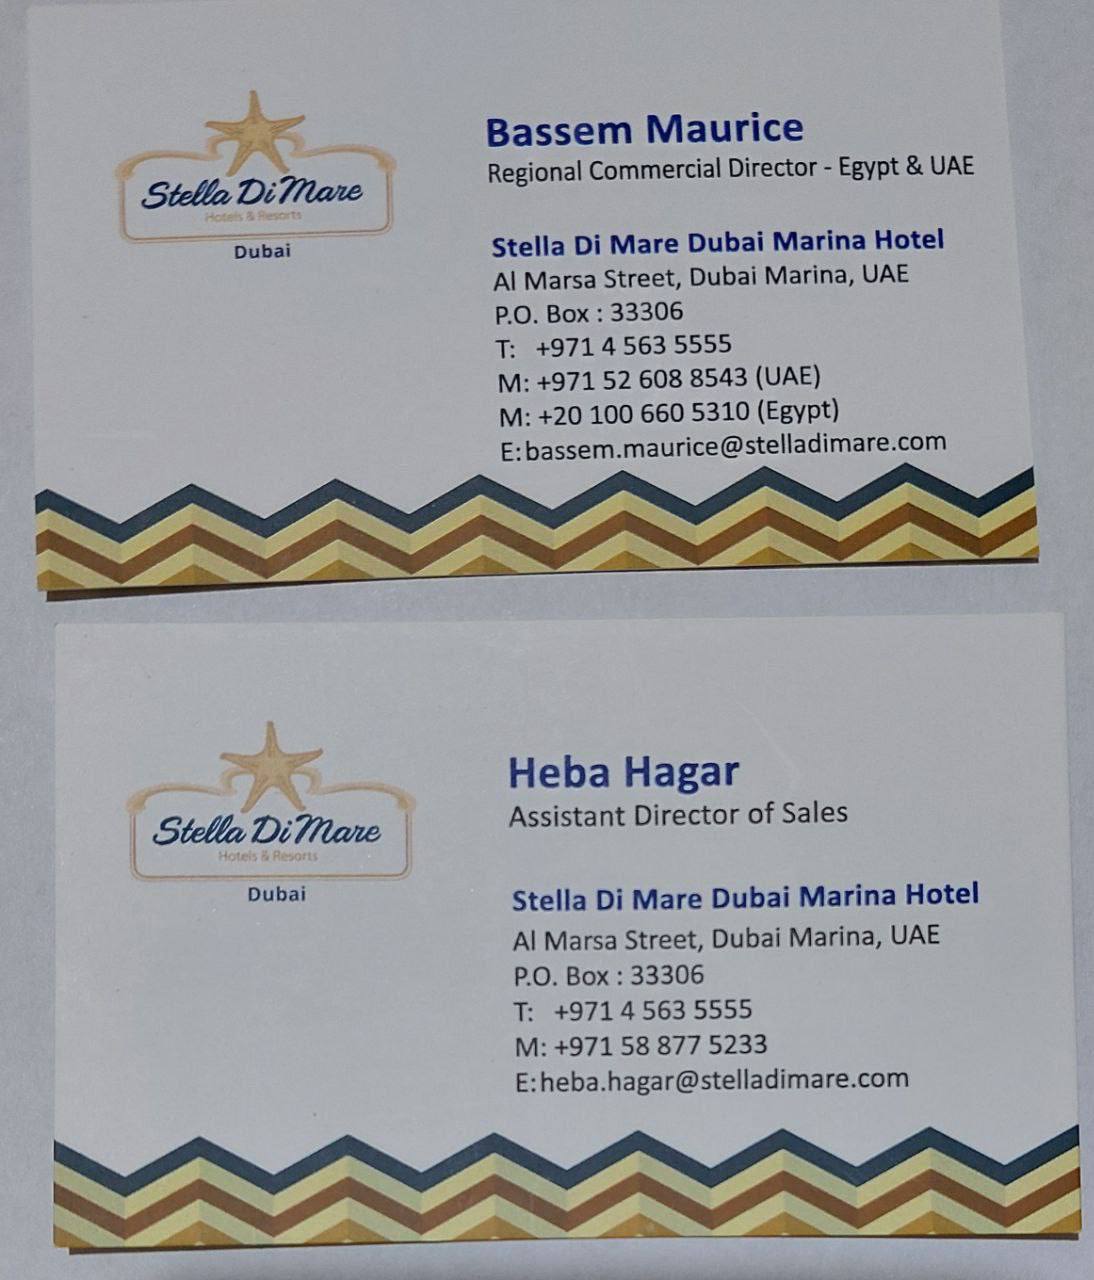 Stella Di Mare
Hotels & Resorts
Dubai
Bassem Maurice
Regional Commercial Director - Egypt & UAE
Stella Di Mare Dubai Marina Hotel
Al Marsa Street, Dubai Marina, UAE
P.O. Box : 33306
T: +971 4 563 5555
M: +971 52 608 8543 (UAE)
M: +20 100 660 5310 (Egypt)
E: bassem.maurice@stelladimare.com
Stella Di Mare
Hotels & Resorts
Dubai
Heba Hagar
Assistant Director of Sales
Stella Di Mare Dubai Marina Hotel
Al Marsa Street, Dubai Marina, UAE
P.O. Box : 33306
T: +971 4 563 5555
M: +971 58 877 5233
E: heba.hagar@stelladimare.com